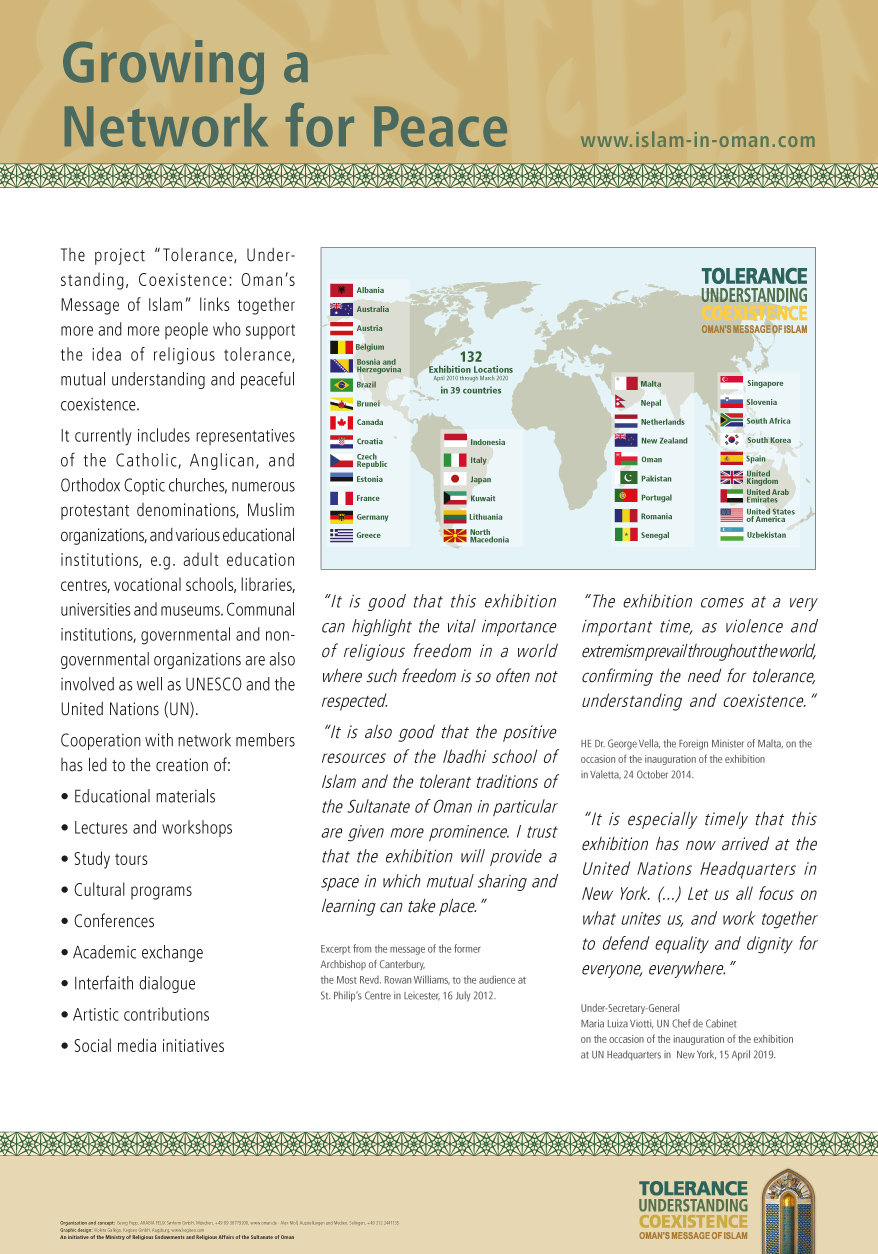 Growing a
Network for Peace
www.islam-in-oman.com
The project “Tolerance, Under-
standing, Coexistence: Oman’s
Message of Islam” links together
more and more people who support
the idea of religious tolerance,
mutual understanding and peaceful
coexistence.
It currently includes representatives
of the Catholic, Anglican, and
Orthodox Coptic churches, numerous
protestant denominations, Muslim
organizations, and various educational
institutions, e.g. adult education
centres, vocational schools, libraries,
universities and museums. Communal
institutions, governmental and non-
governmental organizations are also
involved as well as UNESCO and the
United Nations (UN).
Cooperation with network members
has led to the creation of:
• Educational materials
• Lectures and workshops
• Study tours
• Cultural programs
• Conferences
• Academic exchange
• Interfaith dialogue
• Artistic contributions
• Social media initiatives
TOLERANCE
UNDERSTANDING
COEXISTENCE
OMAN'S MESSAGE OF ISLAM
132
Exhibition Locations
April 2010 through March 2020
in 39 countries
Albania
Australia
Austria
Belgium
Bosnia and
Herzegovina
Brazil
Brunei
Canada
Croatia
Czech
Republic
Estonia
France
Germany
Greece
Indonesia
Italy
Japan
Kuwait
Lithuania
North
Macedonia
Malta
Nepal
Netherlands
New Zealand
Oman
Pakistan
Portugal
Romania
Senegal
Singapore
Slovenia
South Africa
South Korea
Spain
United
Kingdom
United Arab
Emirates
United States
of America
Uzbekistan
“It is good that this exhibition
can highlight the vital importance
of religious freedom in a world
where such freedom is so often not
respected.
“It is also good that the positive
resources of the Ibadhi school of
Islam and the tolerant traditions of
the Sultanate of Oman in particular
are given more prominence. I trust
that the exhibition will provide a
space in which mutual sharing and
learning can take place.”
Excerpt from the message of the former
Archbishop of Canterbury,
the Most Revd. Rowan Williams, to the audience at
St. Philip’s Centre in Leicester, 16 July 2012.
“The exhibition comes at a very
important time, as violence and
extremism prevail throughout the world,
confirming the need for tolerance,
understanding and coexistence.“
HE Dr. George Vella, the Foreign Minister of Malta, on the
occasion of the inauguration of the exhibition
in Valetta, 24 October 2014.
“It is especially timely that this
exhibition has now arrived at the
United Nations Headquarters in
New York. (...) Let us all focus on
what unites us, and work together
to defend equality and dignity for
everyone, everywhere.”
Under-Secretary-General
Maria Luiza Viotti, UN Chef de Cabinet
on the occasion of the inauguration of the exhibition
at UN Headquarters in New York, 15 April 2019.
Organization and concept: Georg Popp, ARABIA FELIX Synform GmbH, München,
Graphic design:
An initiative of the Ministry of Religious Endowments and Religious Affairs of the Sultanate of Oman
TOLERANCE
UNDERSTANDING
COEXISTENCE
OMAN'S MESSAGE OF ISLAM